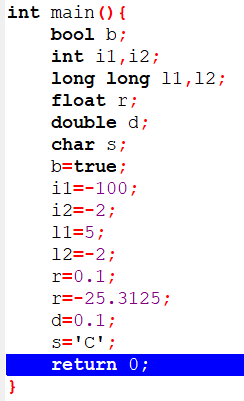 int main(){
bool b;
int i1,i2;
long long l1,l2;
float r;
double d;
char s;
b=true;
i1=-100;
i2=-2;
l1=5;
l2=-2;
r=0.1;
r=-25.3125;
d=0.1;
s='C';
return 0;
}